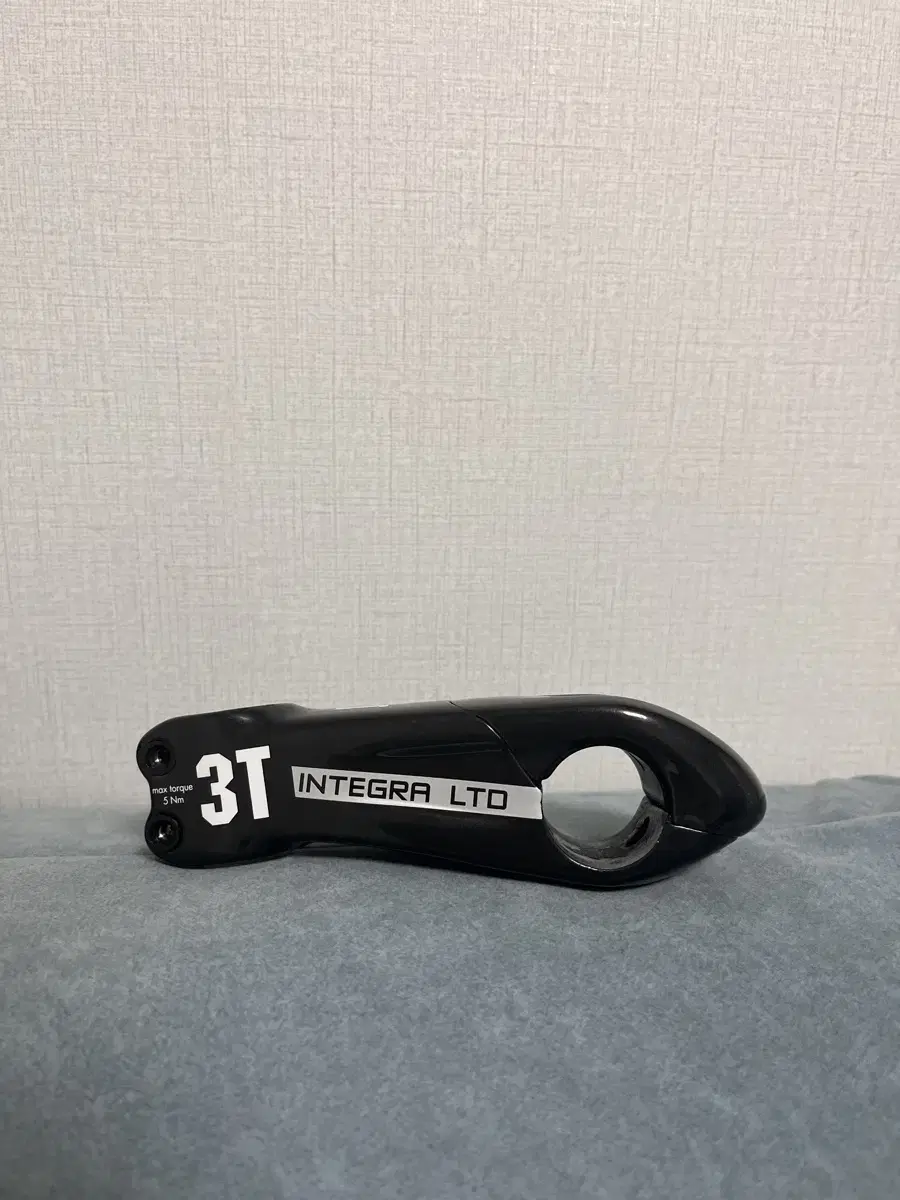 max torque
5 Nm
3T
INTEGRA LTD